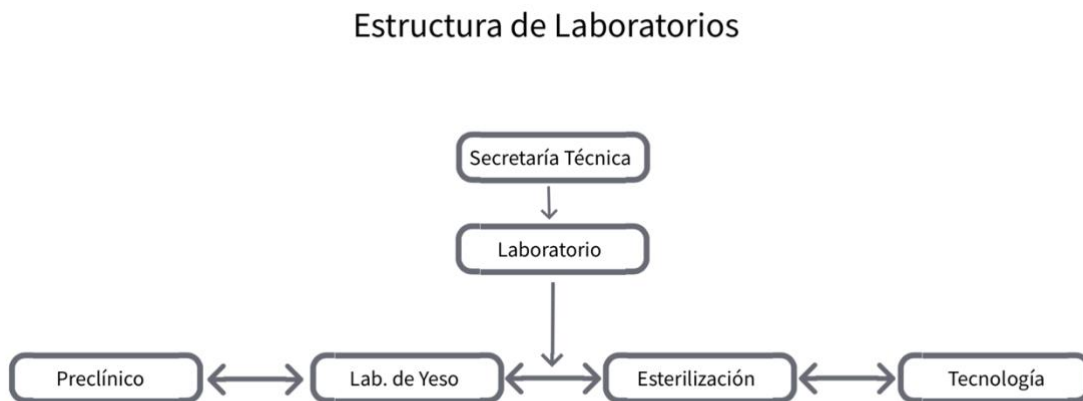 Estructura de Laboratorios
Secretaría Técnica
Laboratorio
Preclínico
Lab. de Yeso
Esterilización
Tecnología